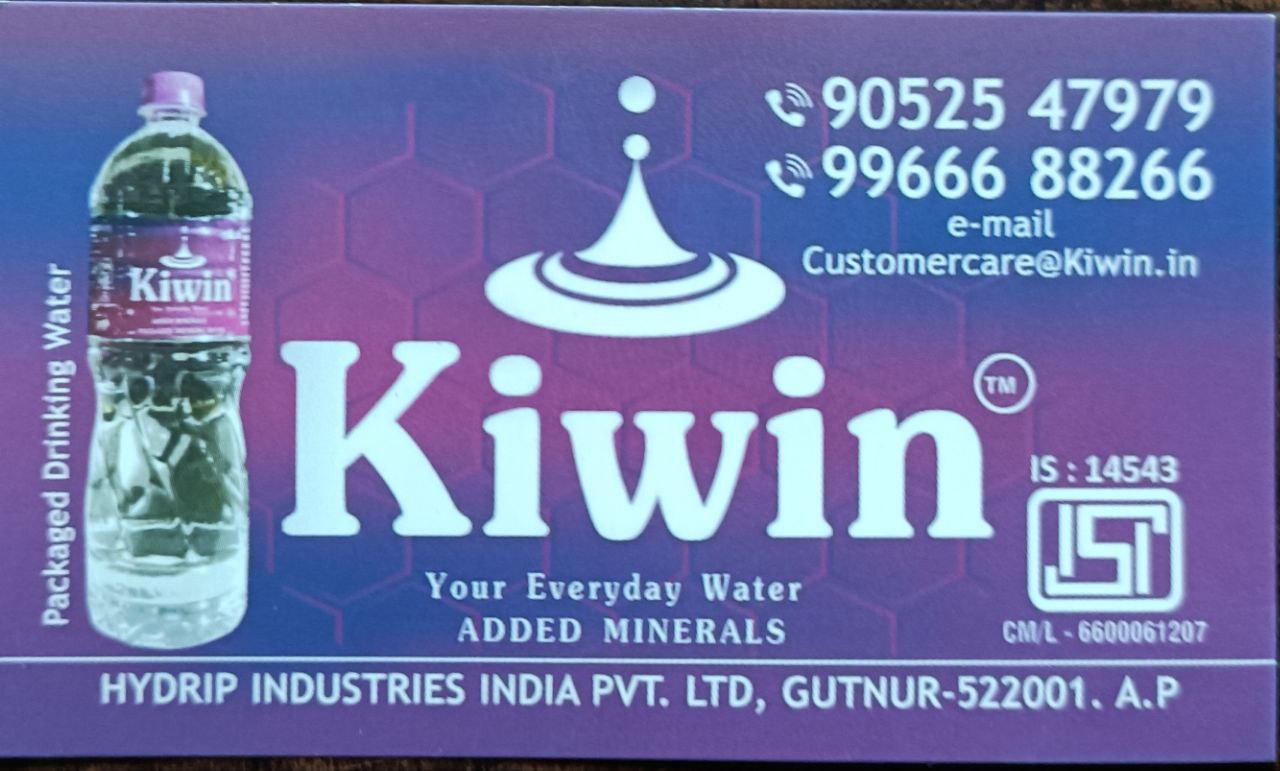 90525 47979
99666 88266
e-mail
Customercare@Kiwin.in
Packaged Drinking Water
Kiwin
Kiwin
TM
IS : 14543
ISI
CM/L - 6600061207
Your Everyday Water
ADDED MINERALS
HYDRIP INDUSTRIES INDIA PVT. LTD, GUTNUR-522001. A.P